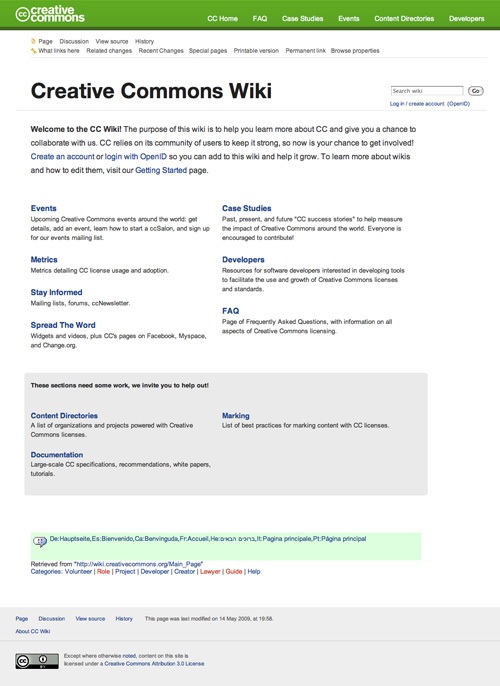 creative commons
CC Home FAQ Case Studies Events Content Directories Developers
Page Discussion View source History
What links here Related changes Recent Changes Special pages Printable version Permanent link Browse properties
Creative Commons Wiki
Search wiki Go
Log in / create account (OpenID)
Welcome to the CC Wiki! The purpose of this wiki is to help you learn more about CC and give you a chance to
collaborate with us. CC relies on its community of users to keep it strong, so now is your chance to get involved!
Create an account or login with OpenID so you can add to this wiki and help it grow. To learn more about wikis
and how to edit them, visit our Getting Started page.
Events
Upcoming Creative Commons events around the world: get
details, add an event, learn how to start a ccSalon, and sign up
for our events mailing list.
Metrics
Metrics detailing CC license usage and adoption.
Stay Informed
Mailing lists, forums, ccNewsletter.
Spread The Word
Widgets and videos, plus CC's pages on Facebook, Myspace,
and Change.org.
Case Studies
Past, present, and future "CC success stories" to help measure
the impact of Creative Commons around the world. Everyone is
encouraged to contribute!
Developers
Resources for software developers interested in developing tools
to facilitate the use and growth of Creative Commons licenses
and standards.
FAQ
Page of Frequently Asked Questions, with information on all
aspects of Creative Commons licensing.
These sections need some work, we invite you to help out!
Content Directories
A list of organizations and projects powered with Creative
Commons licenses.
Documentation
Large-scale CC specifications, recommendations, white papers,
tutorials.
Marking
List of best practices for marking content with CC licenses.
De:Hauptseite,Es:Bienvenido,Ca:Benvinguda,Fr:Accueil,He:ברוכים הבאים,It:Pagina principale,Pt:Página principal
Retrieved from "http://wiki.creativecommons.org/Main_Page"
Categories: Volunteer | Role | Project | Developer | Creator | Lawyer | Guide | Help
Page Discussion View source History This page was last modified on 14 May 2009, at 19:58.
About CC Wiki
Except where otherwise noted, content on this site is
licensed under a Creative Commons Attribution 3.0 License